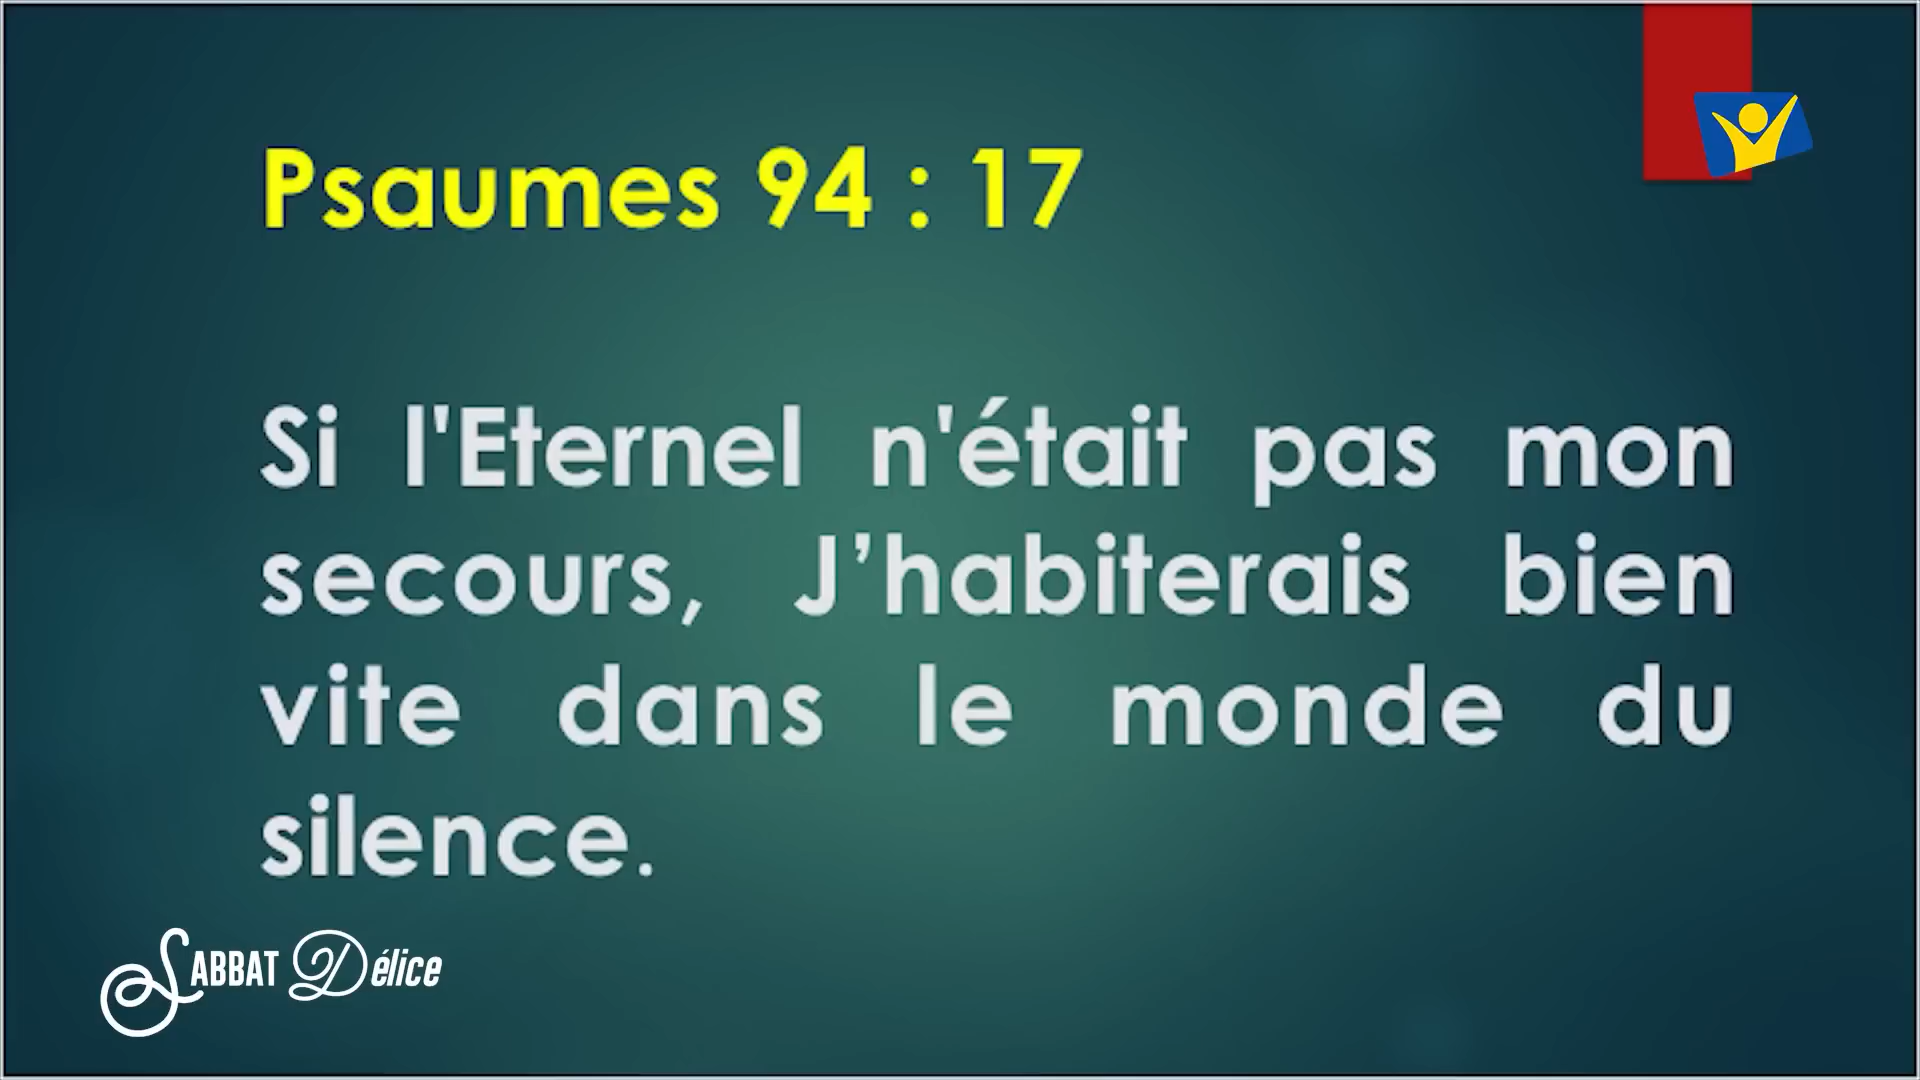 Psaumes 94 : 17
Si l'Eternel n'était pas mon
secours, J’habiterais bien
vite dans le monde du
silence.
SABBAT Délice